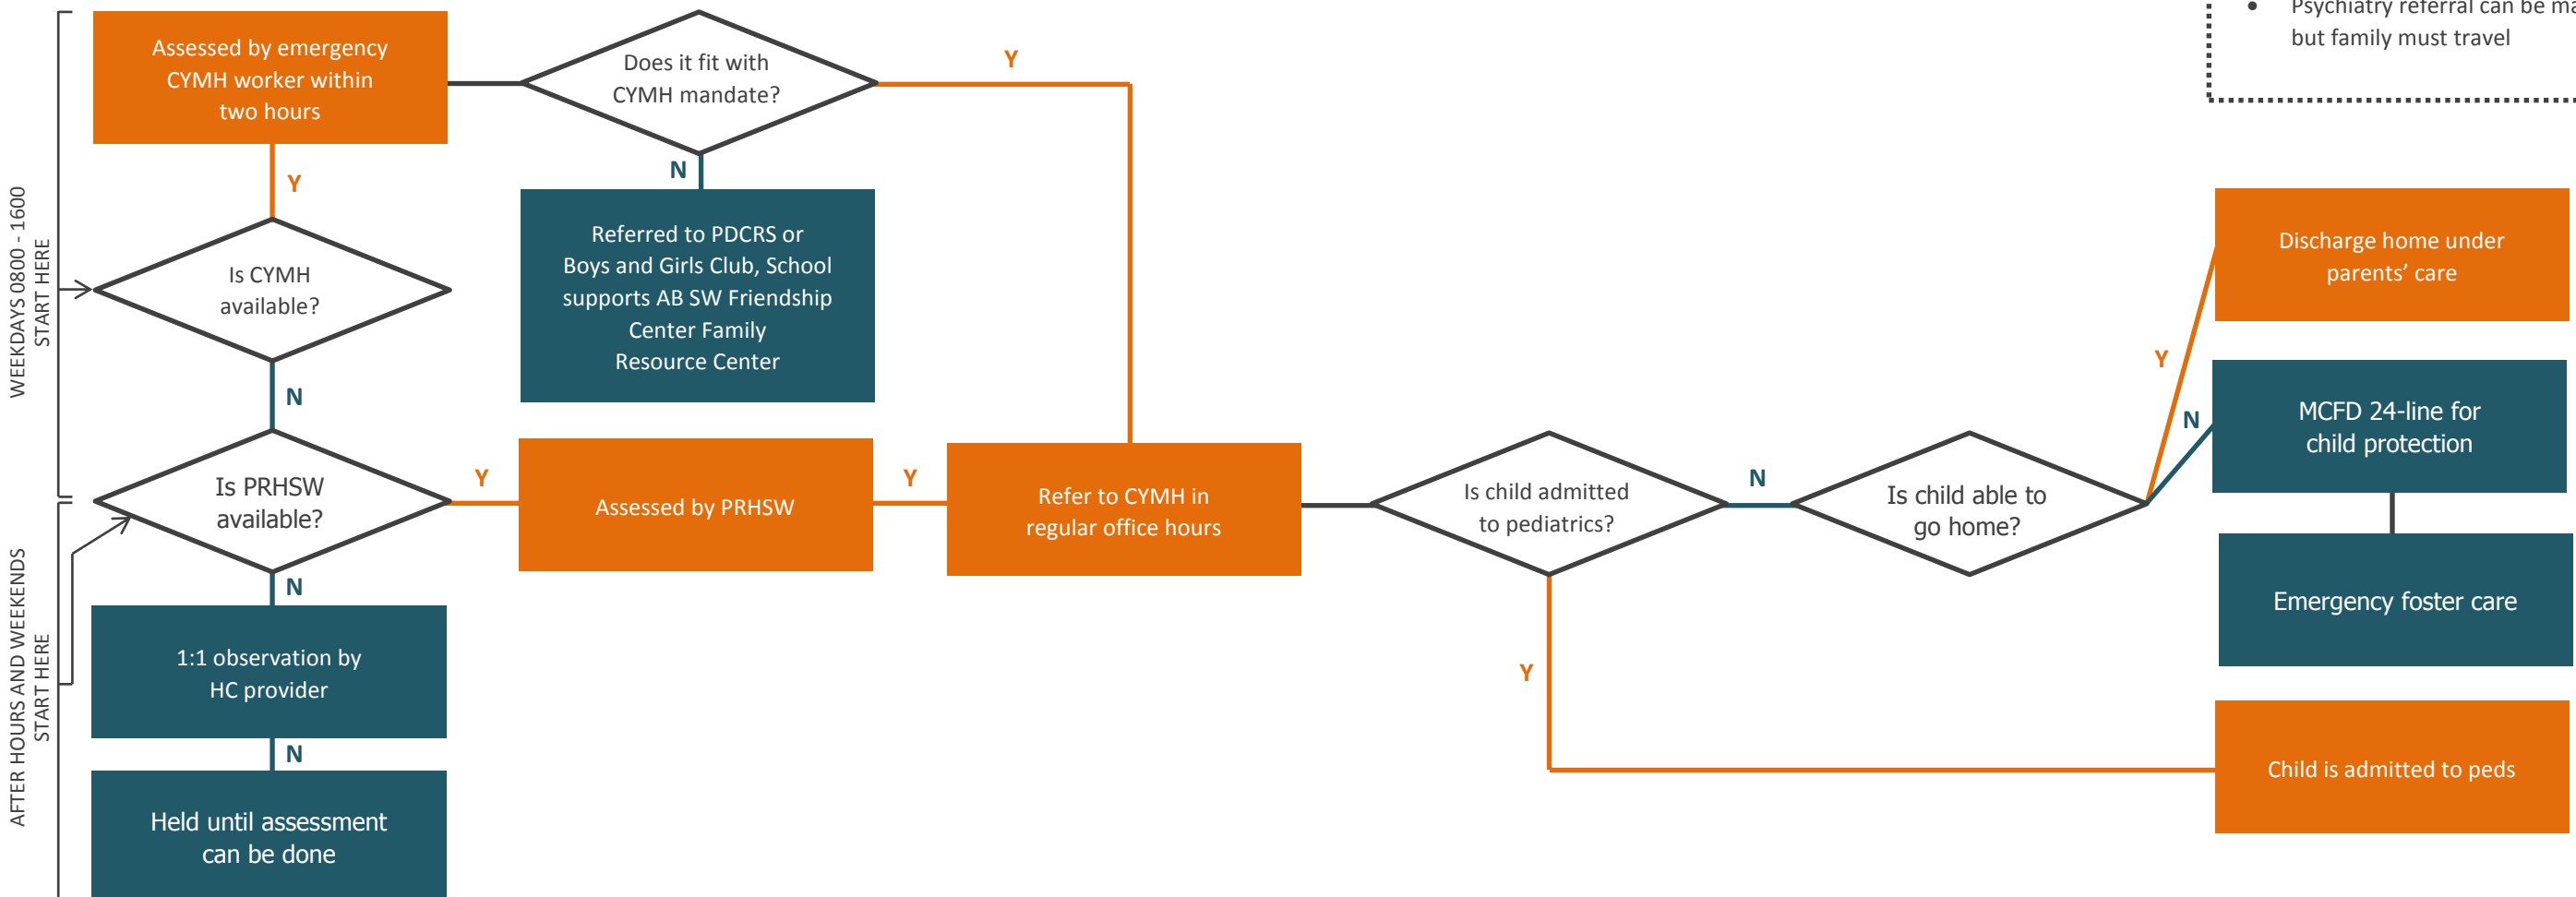 Psychiatry referral can be
but family must travel
WEEKDAYS 0800 - 1600
START HERE
Assessed by emergency
CYMH worker within
two hours
Does it fit with
CYMH mandate?
Y
N
Y
Is CYMH
available?
Referred to PDCRS or
Boys and Girls Club, School
supports AB SW Friendship
Center Family
Resource Center
Discharge home under
parents’ care
N
Y
N
MCFD 24-line for
child protection
AFTER HOURS AND WEEKENDS
START HERE
Is PRHSW
available?
Y
Assessed by PRHSW
Y
Refer to CYMH in
regular office hours
Is child admitted
to pediatrics?
N
Is child able to
go home?
N
Emergency foster care
1:1 observation by
HC provider
Y
N
Child is admitted to peds
Held until assessment
can be done